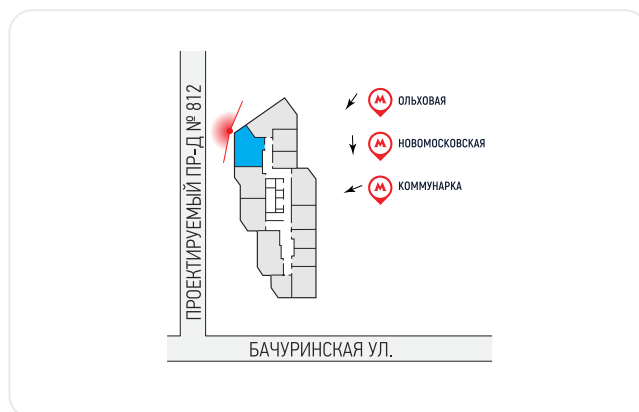 ПРОЕКТИРУЕМЫЙ ПР-Д № 812
М ОЛЬХОВАЯ
М НОВОМОСКОВСКАЯ
М КОММУНАРКА
БАЧУРИНСКАЯ УЛ.